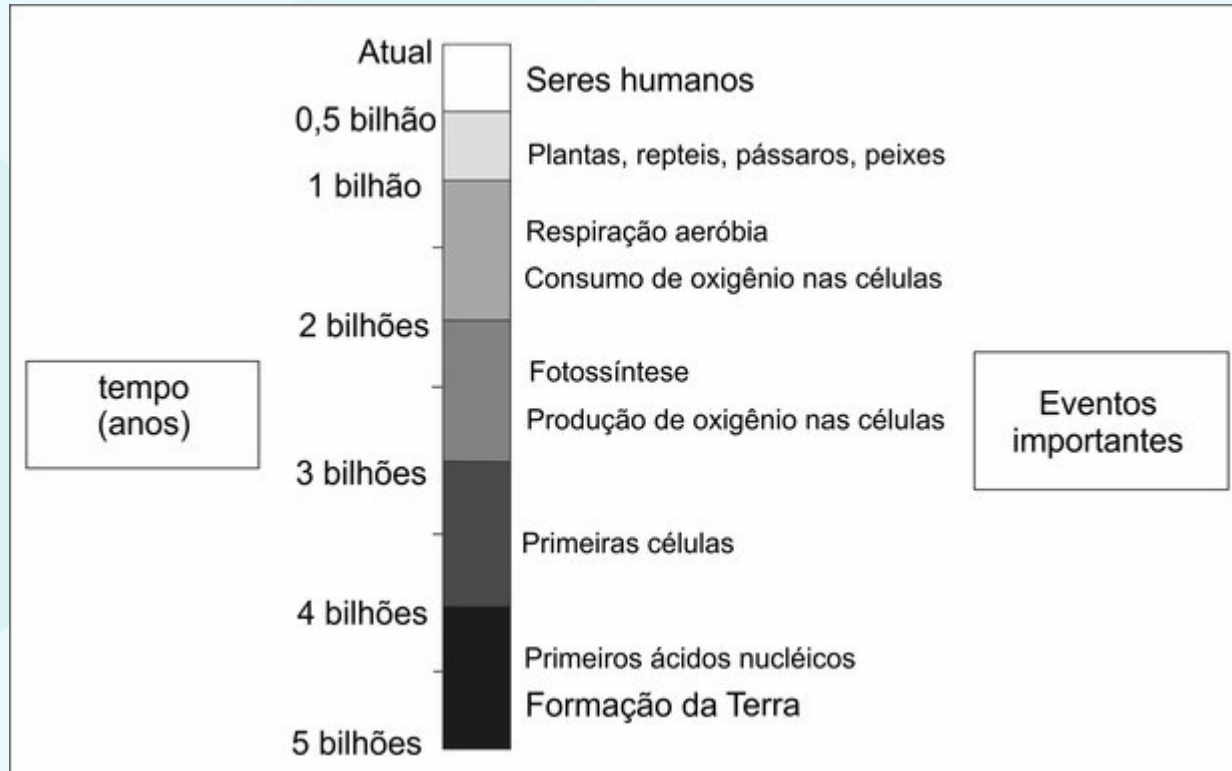 Atual
Seres humanos
0,5 bilhão
Plantas, repteis, pássaros, peixes
1 bilhão
Respiração aeróbia
Consumo de oxigênio nas células
2 bilhões
Fotossíntese
tempo
(anos)
Produção de oxigênio nas células
Eventos
importantes
3 bilhões
Primeiras células
4 bilhões
Primeiros ácidos nucléicos
Formação da Terra
5 bilhões